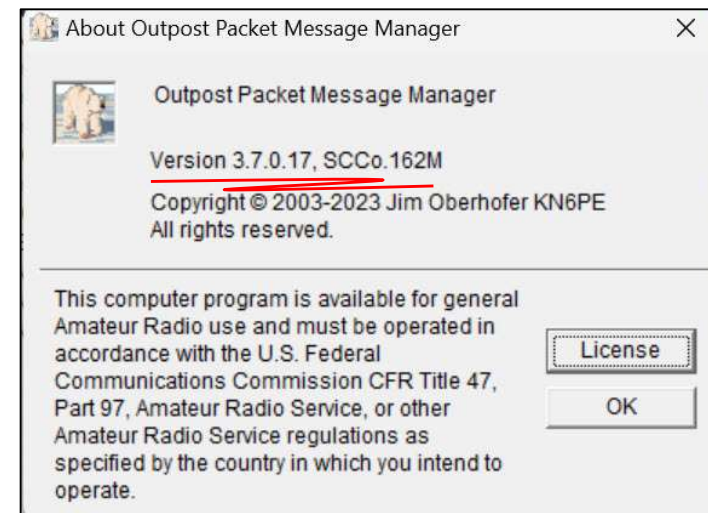 About Outpost Packet Message Manager
Outpost Packet Message Manager
Version 3.7.0.17, SCCo.162M
Copyright © 2003-2023 Jim Oberhofer KN6PE
All rights reserved.
This computer program is available for general
Amateur Radio use and must be operated in
accordance with the U.S. Federal
Communications Commission CFR Title 47,
Part 97, Amateur Radio Service, or other
Amateur Radio Service regulations as
specified by the country in which you intend to
operate.
License
OK